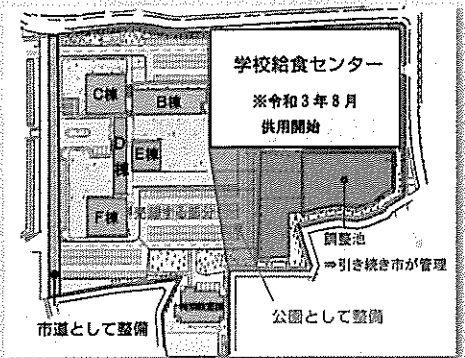 学校給食センター
※令和3年8月
供用開始
C棟
B棟
D棟
E棟
F棟
調整池
⇒引き続き市が管理
市道として整備
公園として整備